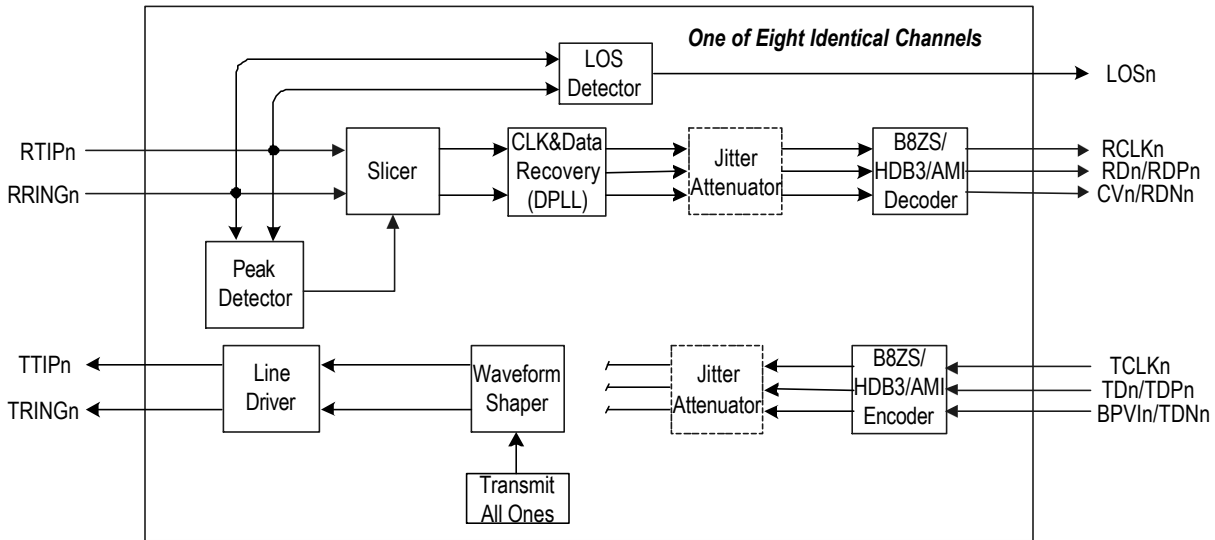 One of Eight Identical Channels
LOS
Detector
LOSn
RTIPn
RRINGn
Slicer
CLK&Data
Recovery
(DPLL)
Jitter
Attenuator
B8ZS/
HDB3/AMI
Decoder
RCLKn
RDn/RDPn
CVn/RDNn
Peak
Detector
TTIPn
TRINGn
Line
Driver
Waveform
Shaper
Jitter
Attenuator
B8ZS/
HDB3/AMI
Encoder
TCLKn
TDn/TDPn
BPVIn/TDNn
Transmit
All Ones